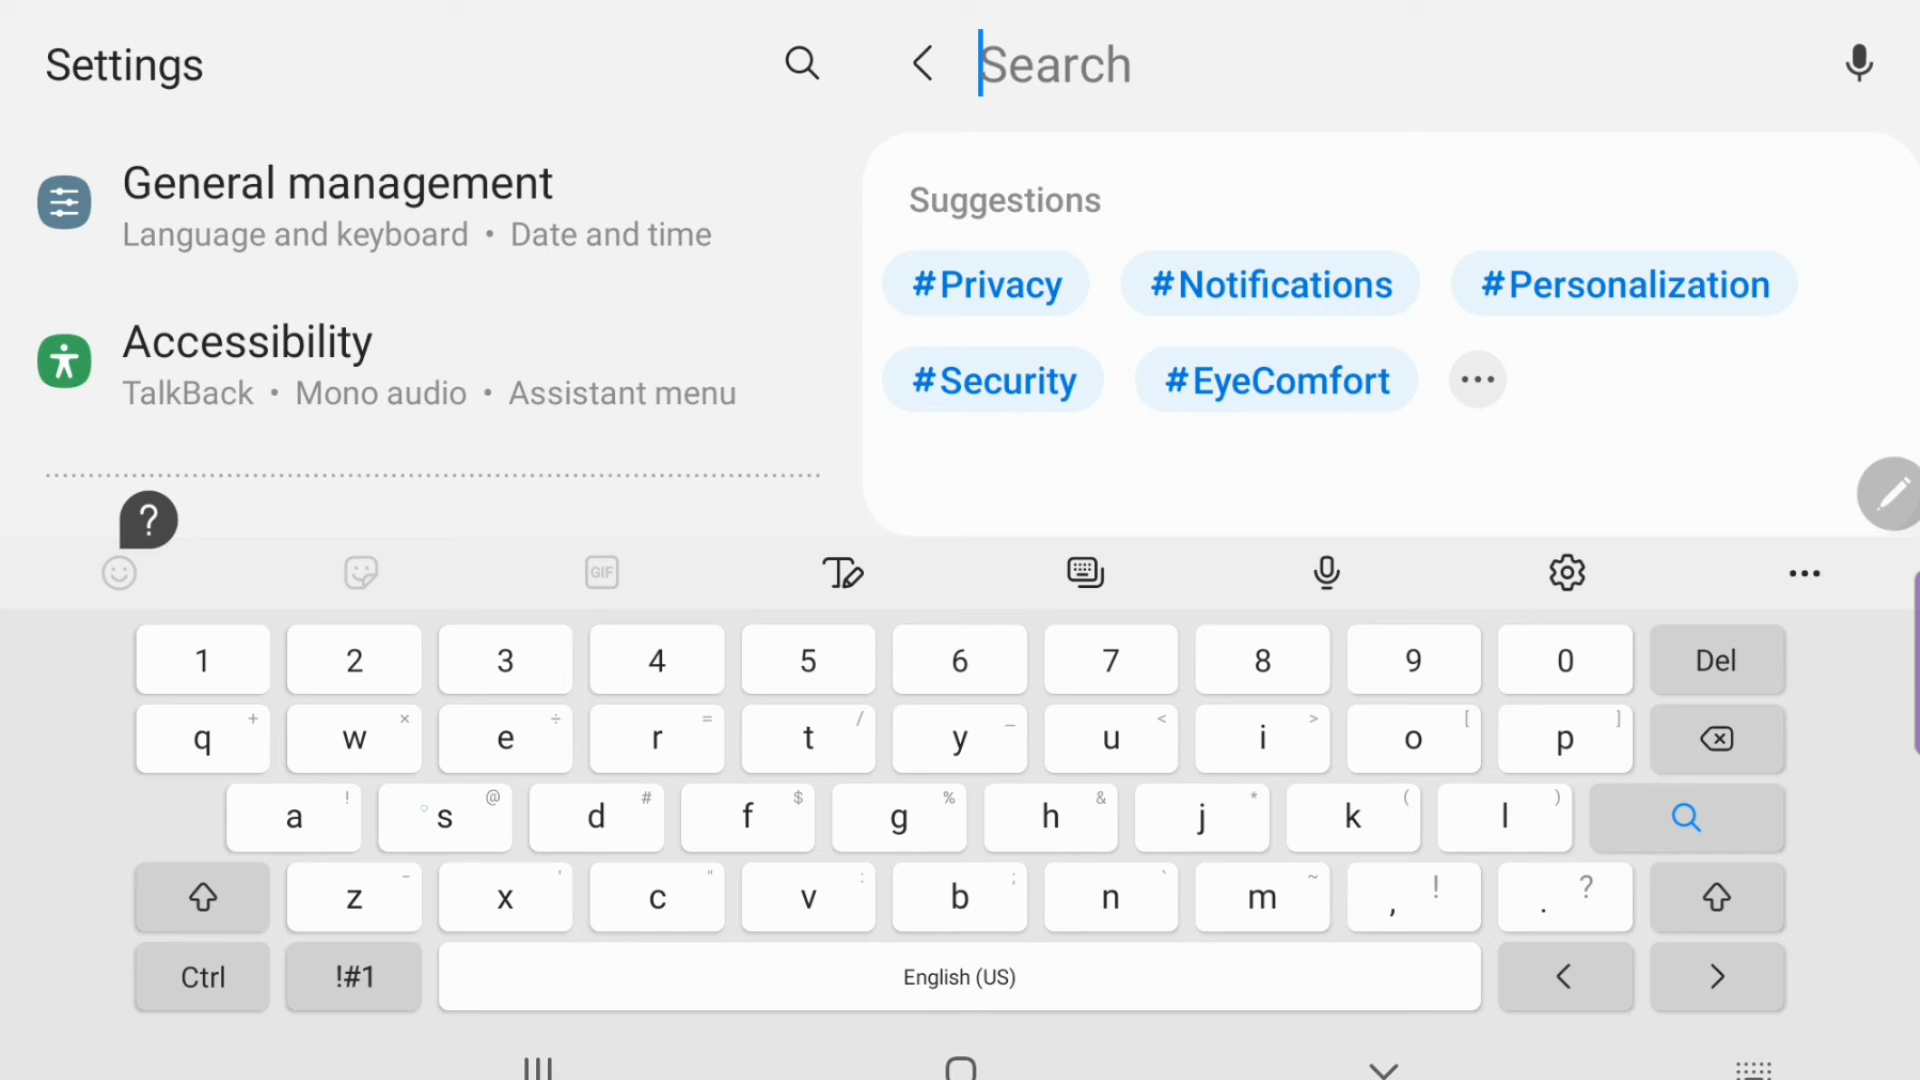 Settings
Search
General management
Language and keyboard • Date and time
Accessibility
TalkBack • Mono audio • Assistant menu
Suggestions
#Privacy #Notifications #Personalization
#Security #EyeComfort ...
?
GIF
1 2 3 4 5 6 7 8 9 0 Del
q + w × e ÷ r = t / y _ u < i > o [ p ]
a ! s @ d # f $ g % h & j * k ( l )
z - x ' c " v : b ; n ` m ~ , ! . ?
Ctrl !#1 English (US) < >